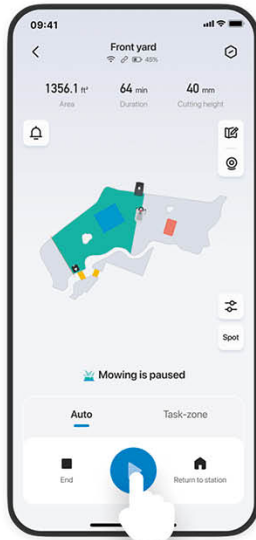 09:41
Front yard
45%
1356.1 ft²
64 min
40 mm
Area
Duration
Cutting height
Spot
Mowing is paused
Auto
Task-zone
End
Return to station